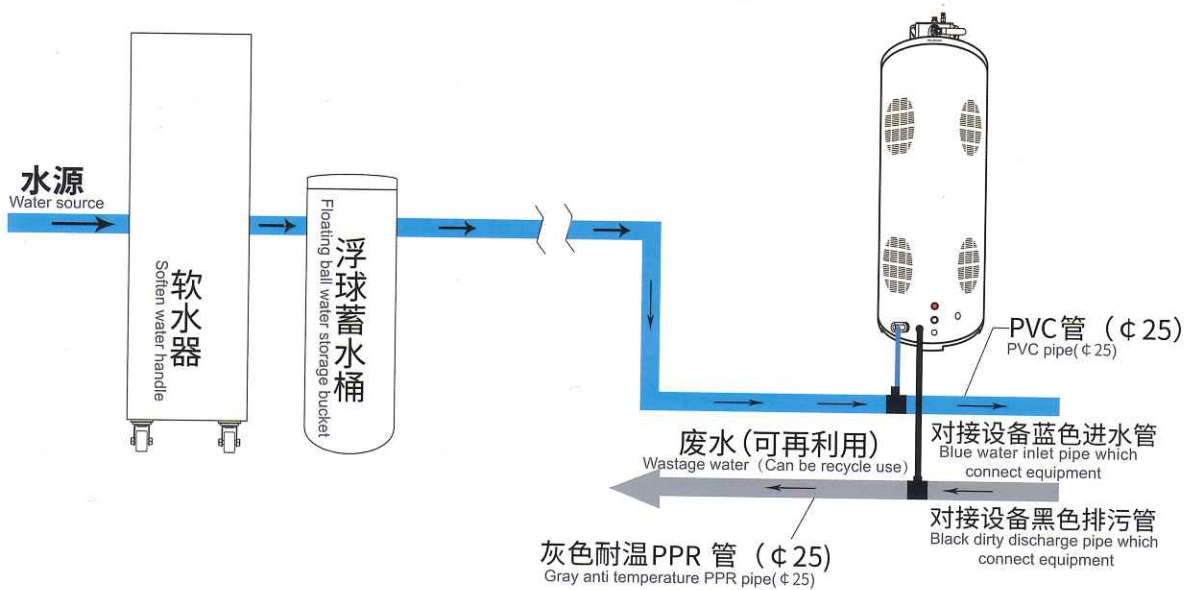 水源
Water source
软水器
Soften water handle
浮球蓄水桶
Floating ball water storage bucket
PVC管（¢25）
PVC pipe(¢25)
对接设备蓝色进水管
Blue water inlet pipe which
connect equipment
废水(可再利用)
Wastage water（Can be recycle use）
对接设备黑色排污管
Black dirty discharge pipe which
connect equipment
灰色耐温PPR 管（¢25)
Gray anti temperature PPR pipe(¢25)